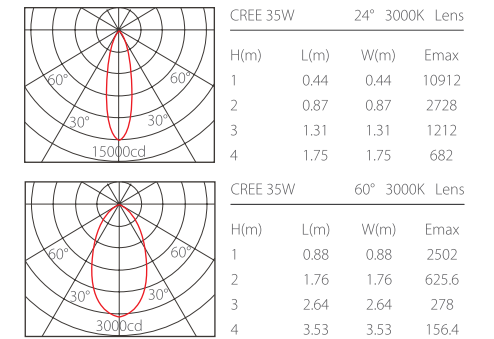 CREE 35W 24° 3000K Lens
H(m) L(m) W(m) Emax
1 0.44 0.44 10912
2 0.87 0.87 2728
3 1.31 1.31 1212
4 1.75 1.75 682
60° 60°
30° 30°
15000cd
CREE 35W 60° 3000K Lens
H(m) L(m) W(m) Emax
1 0.88 0.88 2502
2 1.76 1.76 625.6
3 2.64 2.64 278
4 3.53 3.53 156.4
60° 60°
30° 30°
3000cd